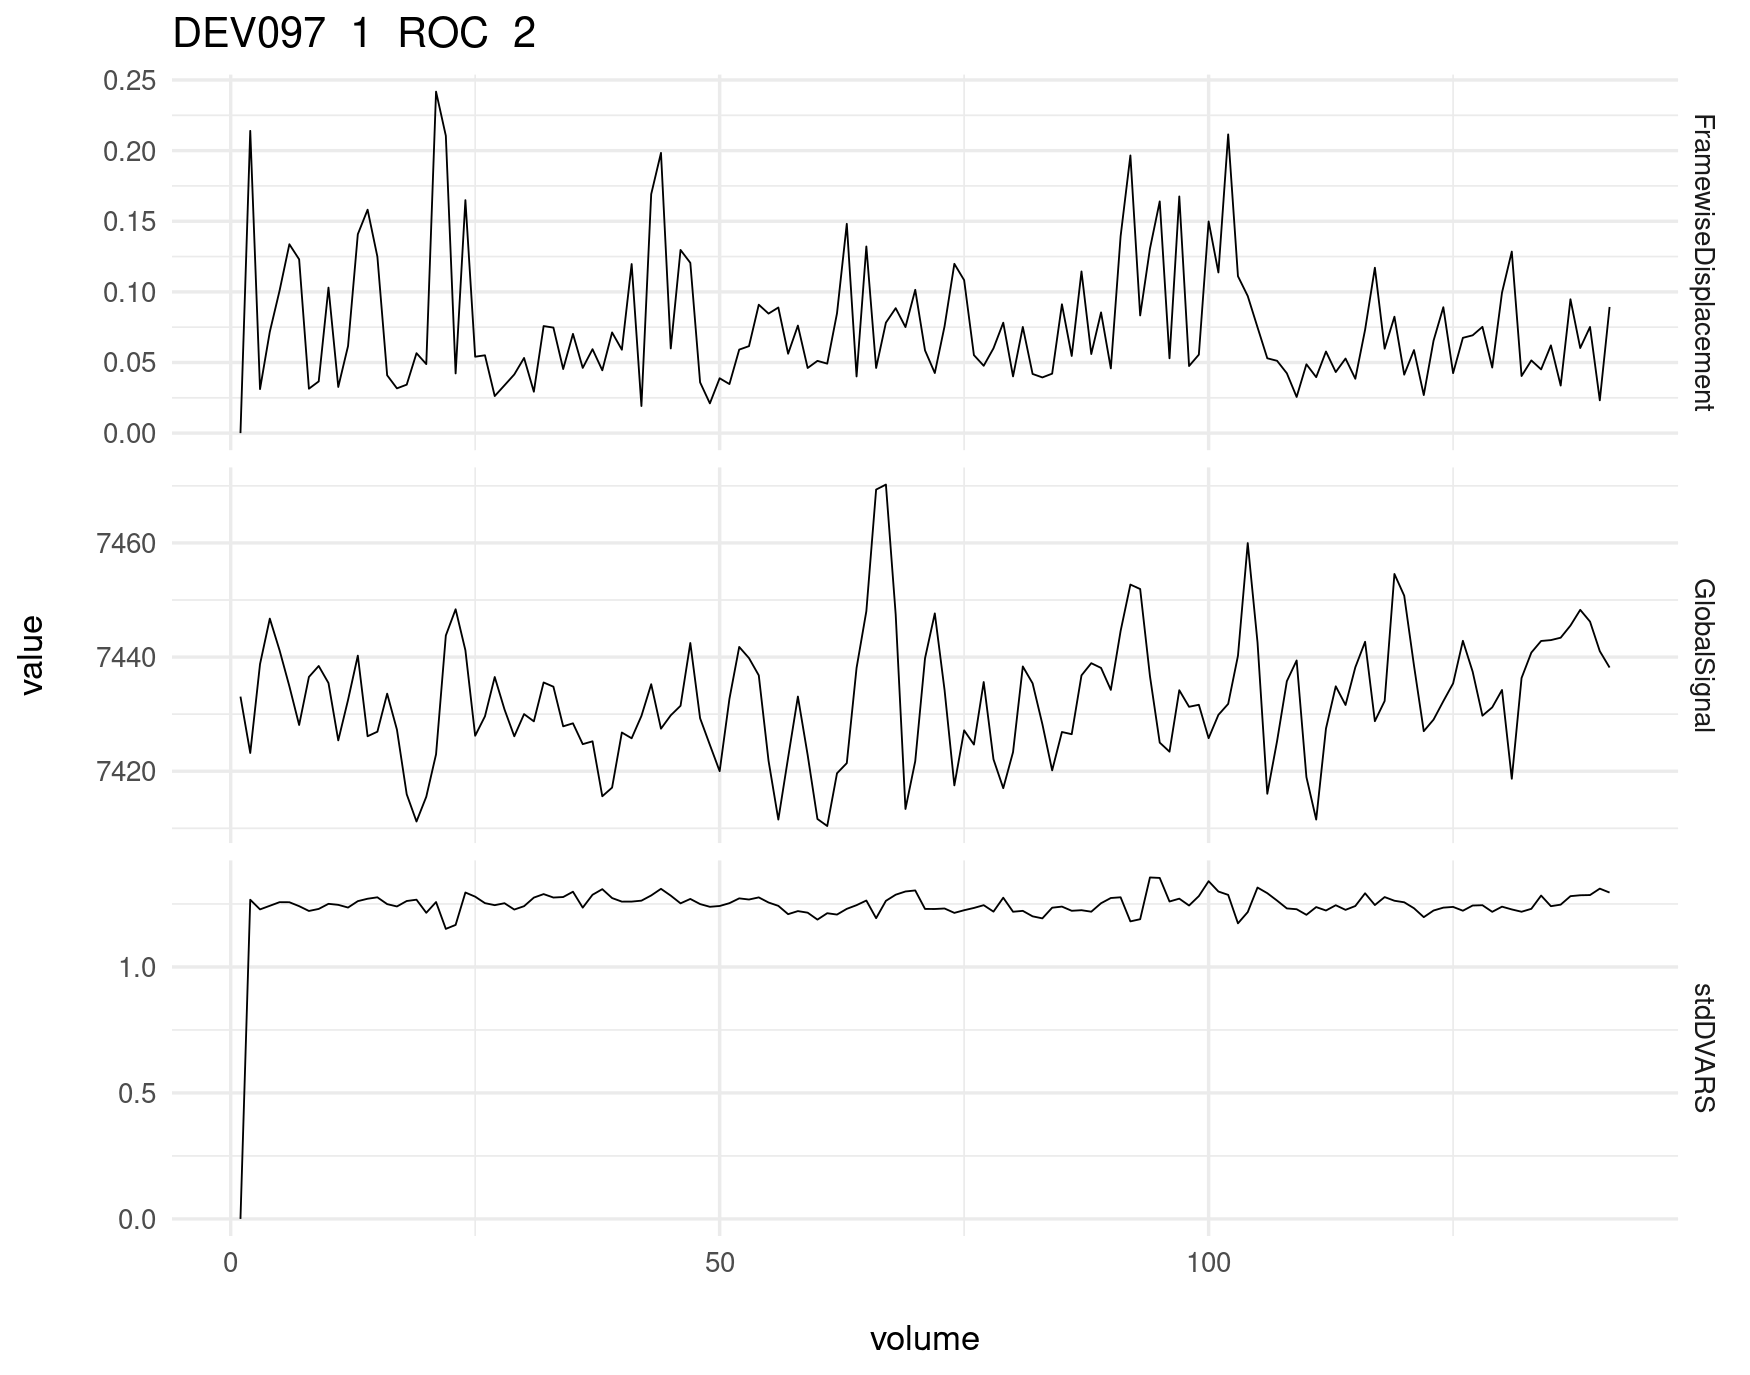 DEV097 1 ROC 2
0.25
0.20
0.15
0.10
0.05
0.00
FramewiseDisplacement
7460
7440
7420
GlobalSignal
value
1.0
0.5
0.0
stdDVARS
0 50 100
volume